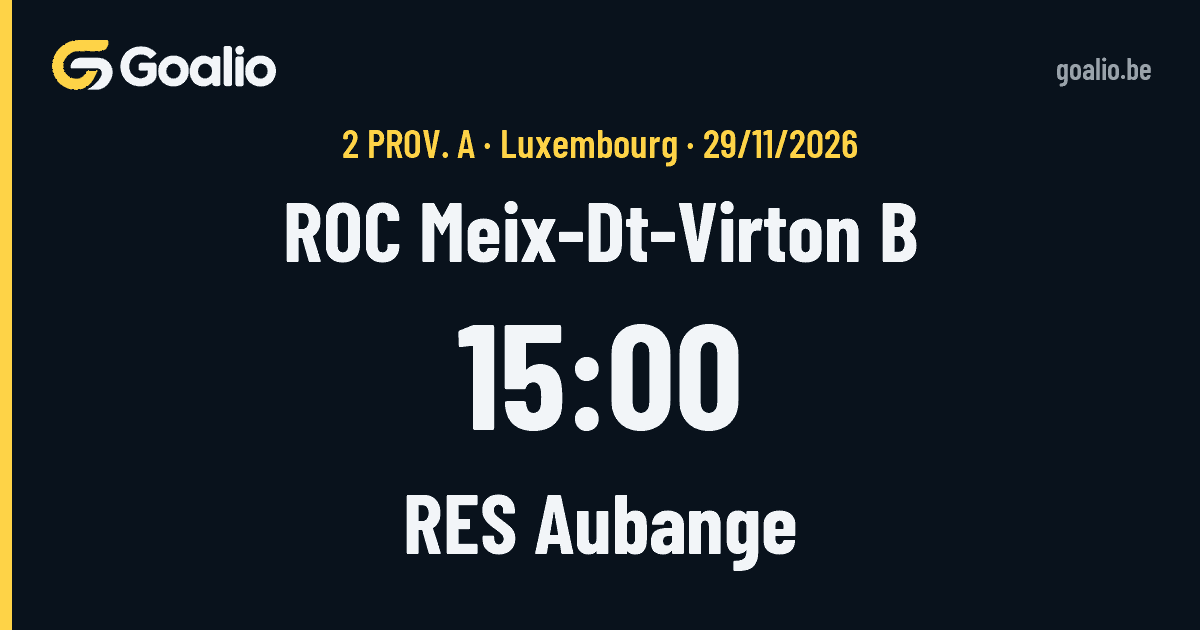 Goalio
goalio.be
2 PROV. A · Luxembourg · 29/11/2026
ROC Meix-Dt-Virton B
15:00
RES Aubange